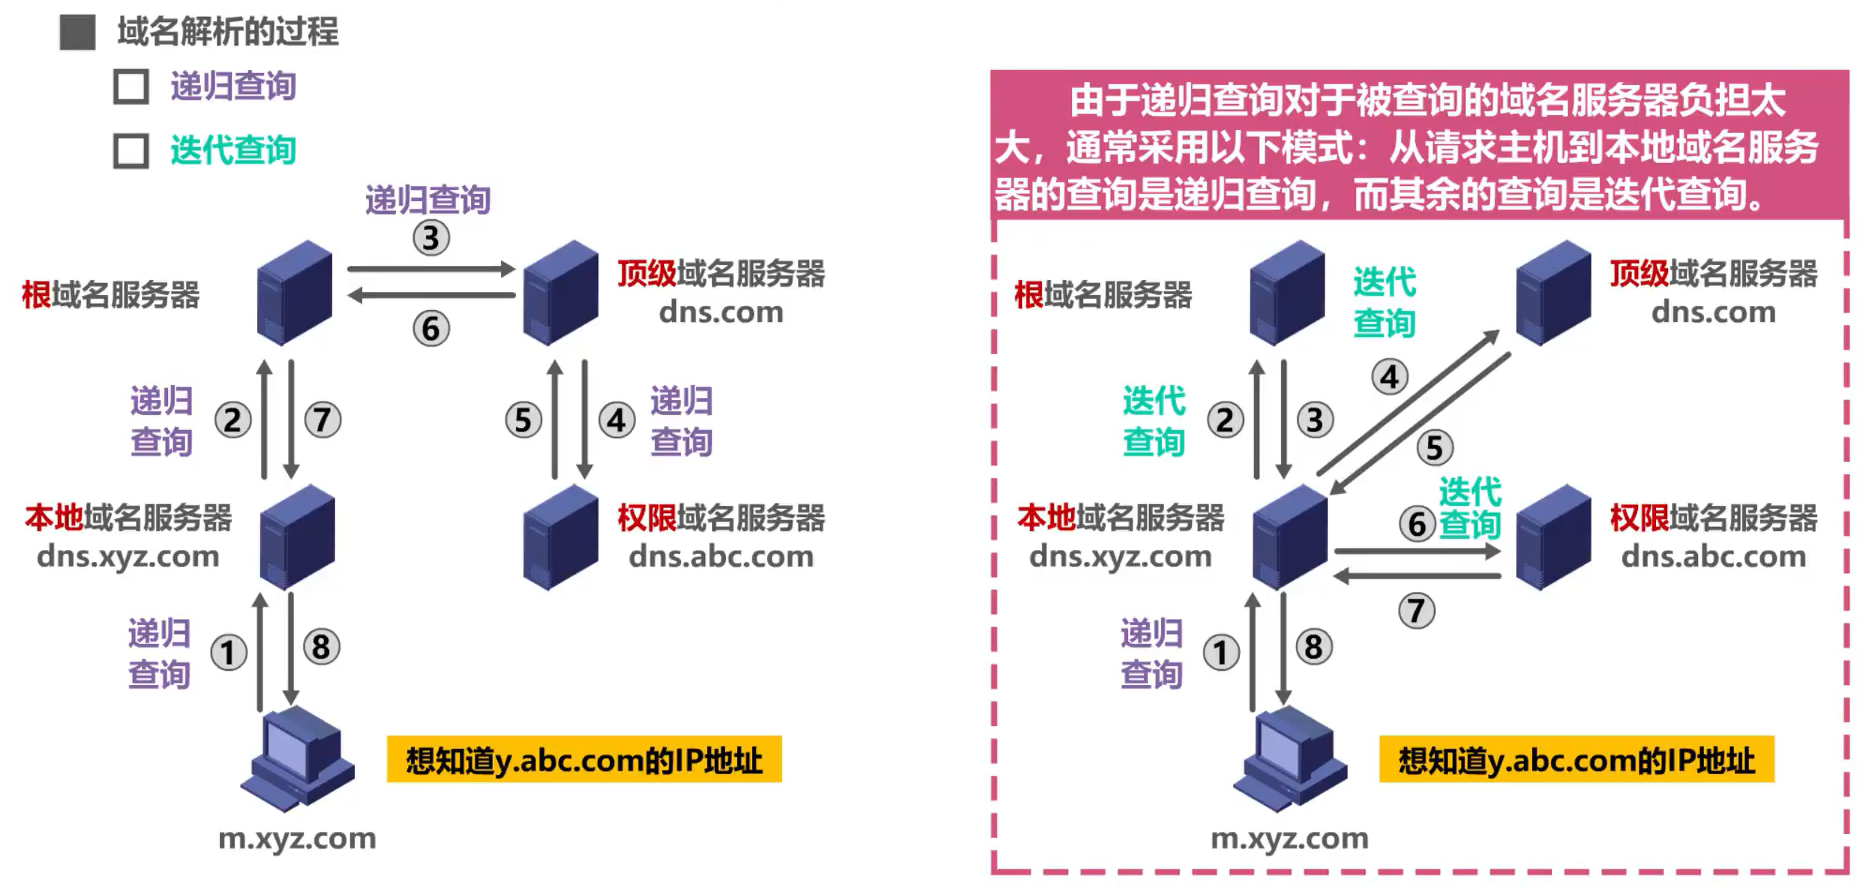 域名解析的过程
递归查询
迭代查询
递归查询
③
根域名服务器
顶级域名服务器
dns.com
⑥
递归
查询
②
⑦
⑤
④
递归
查询
本地域名服务器
dns.xyz.com
权限域名服务器
dns.abc.com
递归
查询
①
⑧
想知道y.abc.com的IP地址
m.xyz.com
由于递归查询对于被查询的域名服务器负担太
大，通常采用以下模式：从请求主机到本地域名服务
器的查询是递归查询，而其余的查询是迭代查询。
根域名服务器
迭代
查询
顶级域名服务器
dns.com
④
迭代
查询
②
③
⑤
本地域名服务器
dns.xyz.com
迭代
查询
⑥
权限域名服务器
dns.abc.com
⑦
递归
查询
①
⑧
想知道y.abc.com的IP地址
m.xyz.com